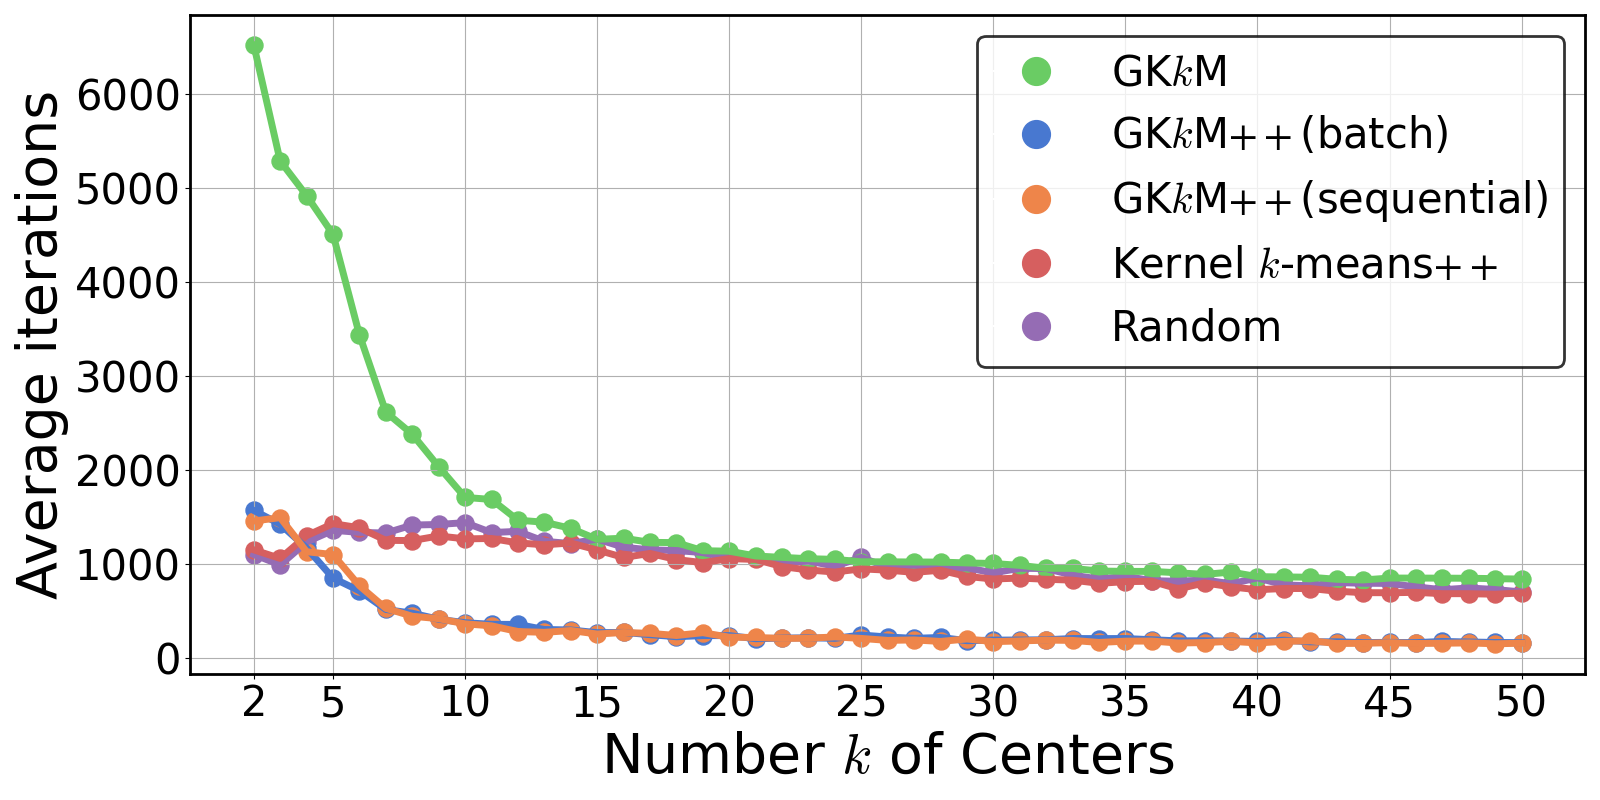 Average iterations
6000
5000
4000
3000
2000
1000
0
GKkM
GKkM++(batch)
GKkM++(sequential)
Kernel k-means++
Random
2 5 10 15 20 25 30 35 40 45 50
Number k of Centers